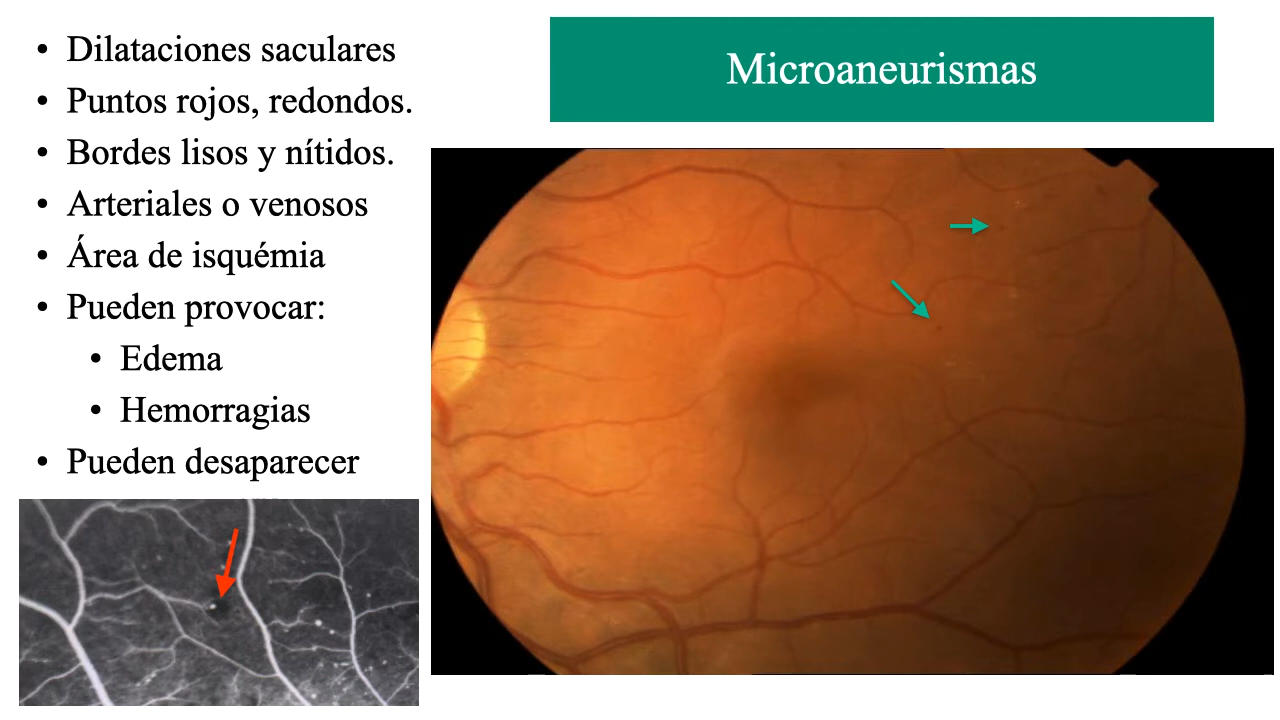 Microaneurismas
• Dilataciones saculares
• Puntos rojos, redondos.
• Bordes lisos y nítidos.
• Arteriales o venosos
• Área de isquémia
• Pueden provocar:
• Edema
• Hemorragias
• Pueden desaparecer